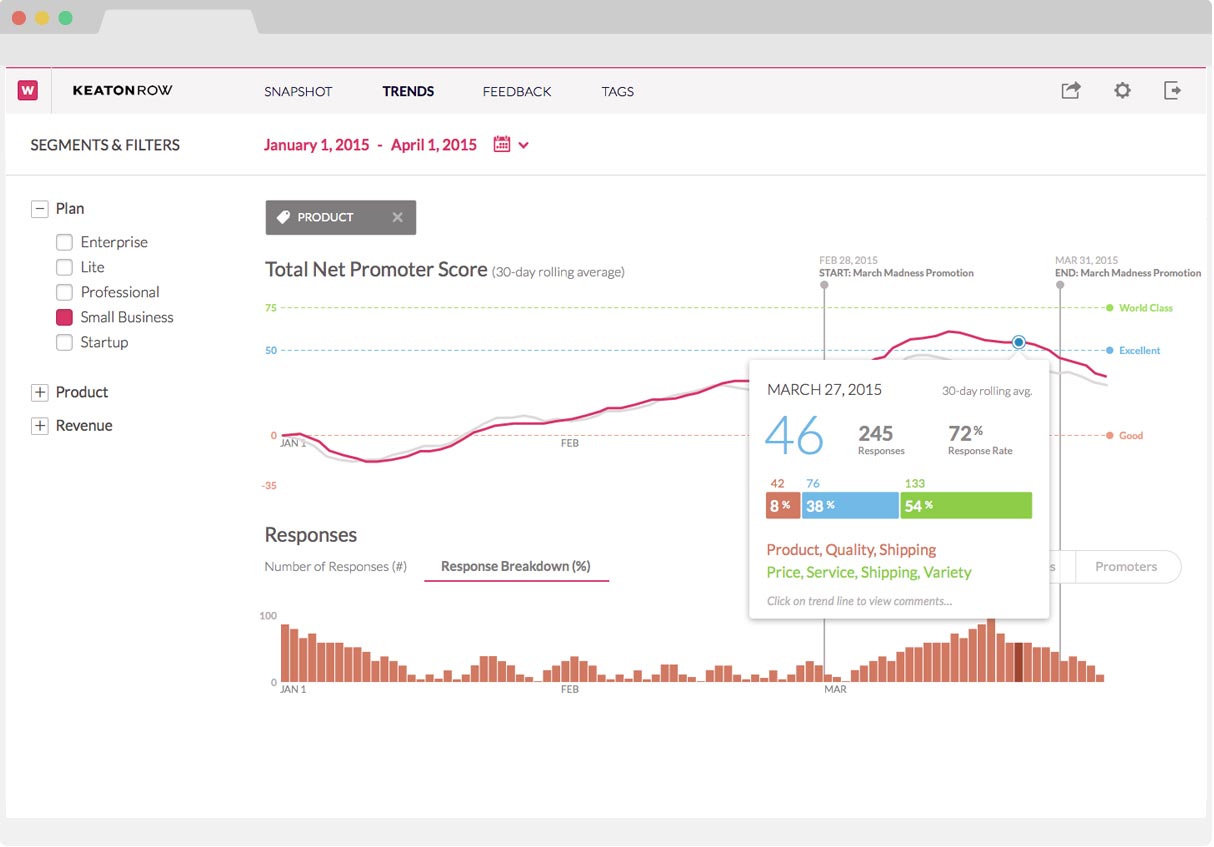 W
KEATONROW
SNAPSHOT
TRENDS
FEEDBACK
TAGS
SEGMENTS & FILTERS
January 1, 2015 - April 1, 2015
Plan
Enterprise
Lite
Professional
Small Business
Startup
Product
Revenue
PRODUCT
Total Net Promoter Score (30-day rolling average)
FEB 28, 2015
START: March Madness Promotion
MAR 31, 2015
END: March Madness Promotion
75
World Class
50
Excellent
0
Good
JAN 1
FEB
-35
MARCH 27, 2015
30-day rolling avg.
46
245
Responses
72%
Response Rate
42
76
133
8 %
38 %
54 %
Product, Quality, Shipping
Price, Service, Shipping, Variety
Click on trend line to view comments...
Responses
Number of Responses (#)
Response Breakdown (%)
s
Promoters
100
0
JAN 1
FEB
MAR